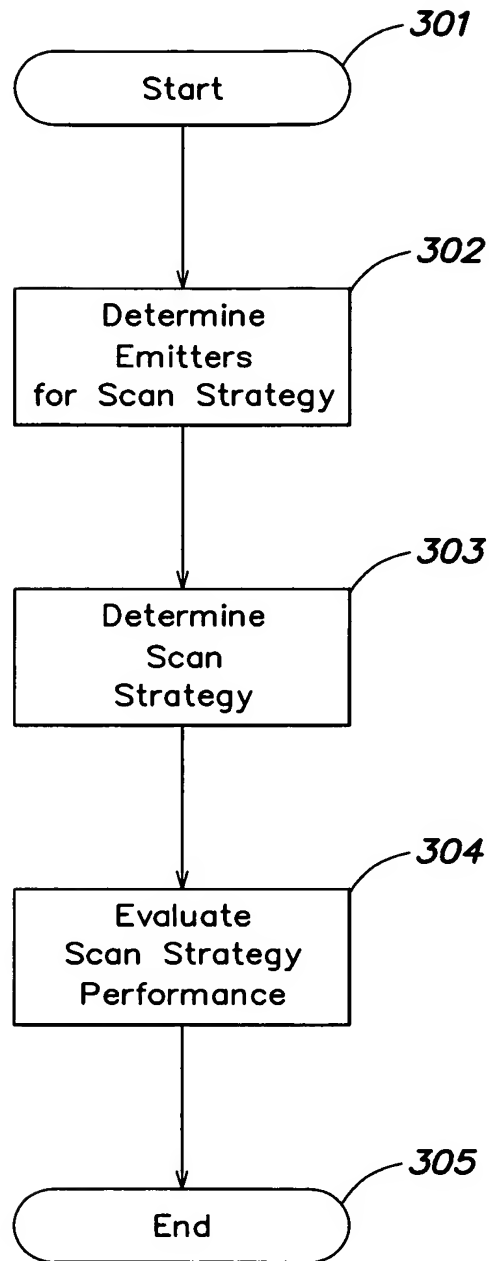 301
Start
302
Determine
Emitters
for Scan Strategy
303
Determine
Scan
Strategy
304
Evaluate
Scan Strategy
Performance
305
End